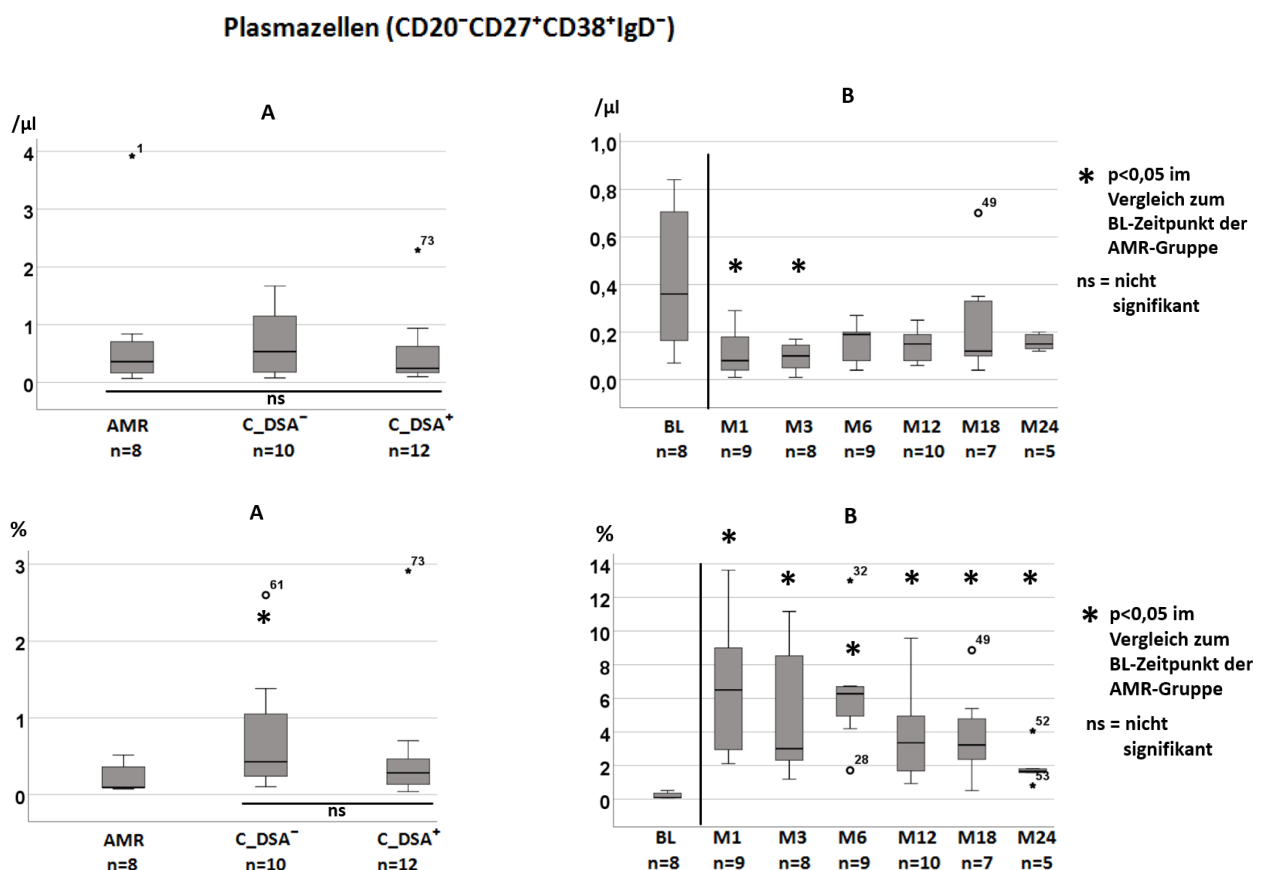 Plasmazellen (CD20⁻CD27⁺CD38⁺IgD⁻)
A
/µl
4
3
2
1
0
*1
*73
ns
AMR
n=8
C_DSA⁻
n=10
C_DSA⁺
n=12
B
/µl
1,0
0,8
0,6
0,4
0,2
0,0
*
*
49
BL
n=8
M1
n=9
M3
n=8
M6
n=9
M12
n=10
M18
n=7
M24
n=5
* p<0,05 im
Vergleich zum
BL-Zeitpunkt der
AMR-Gruppe
ns = nicht
signifikant
A
%
3
2
1
0
61
*
*73
ns
AMR
n=8
C_DSA⁻
n=10
C_DSA⁺
n=12
B
%
14
12
10
8
6
4
2
0
*
*
*32
*
28
*
*
49
*
*52
*53
BL
n=8
M1
n=9
M3
n=8
M6
n=9
M12
n=10
M18
n=7
M24
n=5
* p<0,05 im
Vergleich zum
BL-Zeitpunkt der
AMR-Gruppe
ns = nicht
signifikant